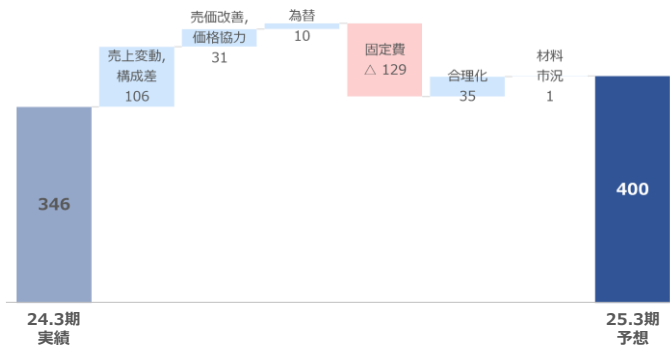 346
24.3期
実績
売上変動,
構成差
106
売価改善,
価格協力
31
為替
10
固定費
△ 129
合理化
35
材料
市況
1
400
25.3期
予想